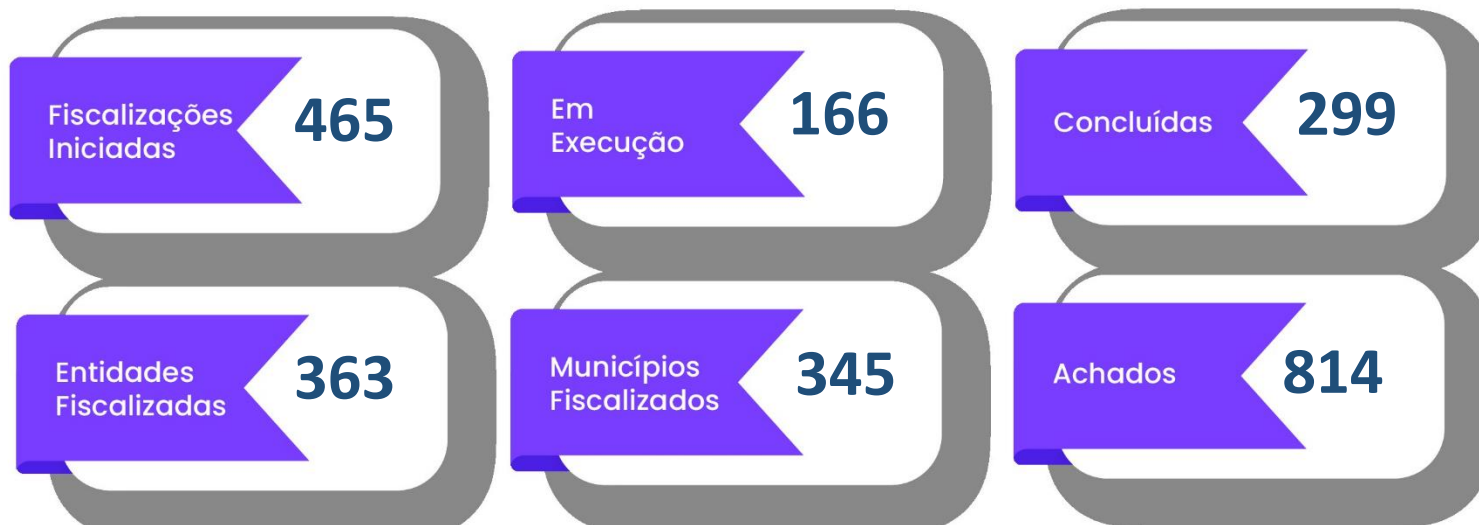 Fiscalizações
Iniciadas
465
Em
Execução
166
Concluídas
299
Entidades
Fiscalizadas
363
Municípios
Fiscalizados
345
Achados
814